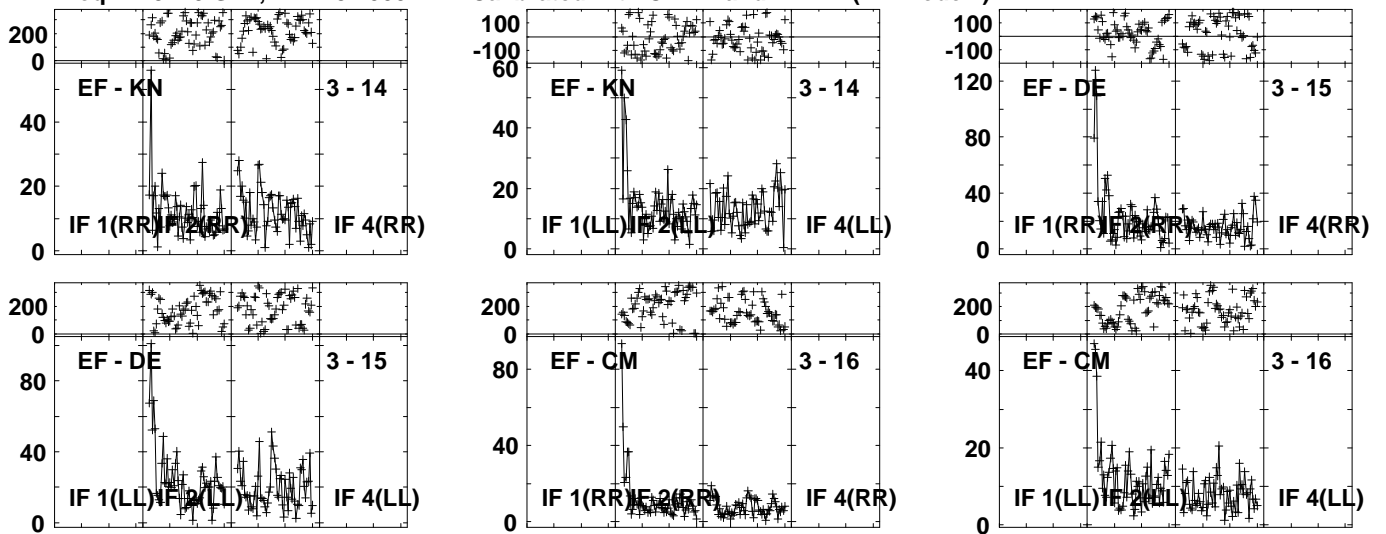 Calibrated
200
0
100
-100
100
-100
EF - KN 3 - 14
40
20
0
IF 1(RR) IF 2(RR) IF 4(RR)
60
EF - KN 3 - 14
40
20
0
IF 1(LL) IF 2(LL) IF 4(LL)
120
EF - DE 3 - 15
80
40
0
IF 1(RR) IF 2(RR) IF 4(RR)
200
0
200
0
200
0
EF - DE 3 - 15
80
40
0
IF 1(LL) IF 2(LL) IF 4(LL)
EF - CM 3 - 16
80
40
0
IF 1(RR) IF 2(RR) IF 4(RR)
EF - CM 3 - 16
40
20
0
IF 1(LL) IF 2(LL) IF 4(LL)